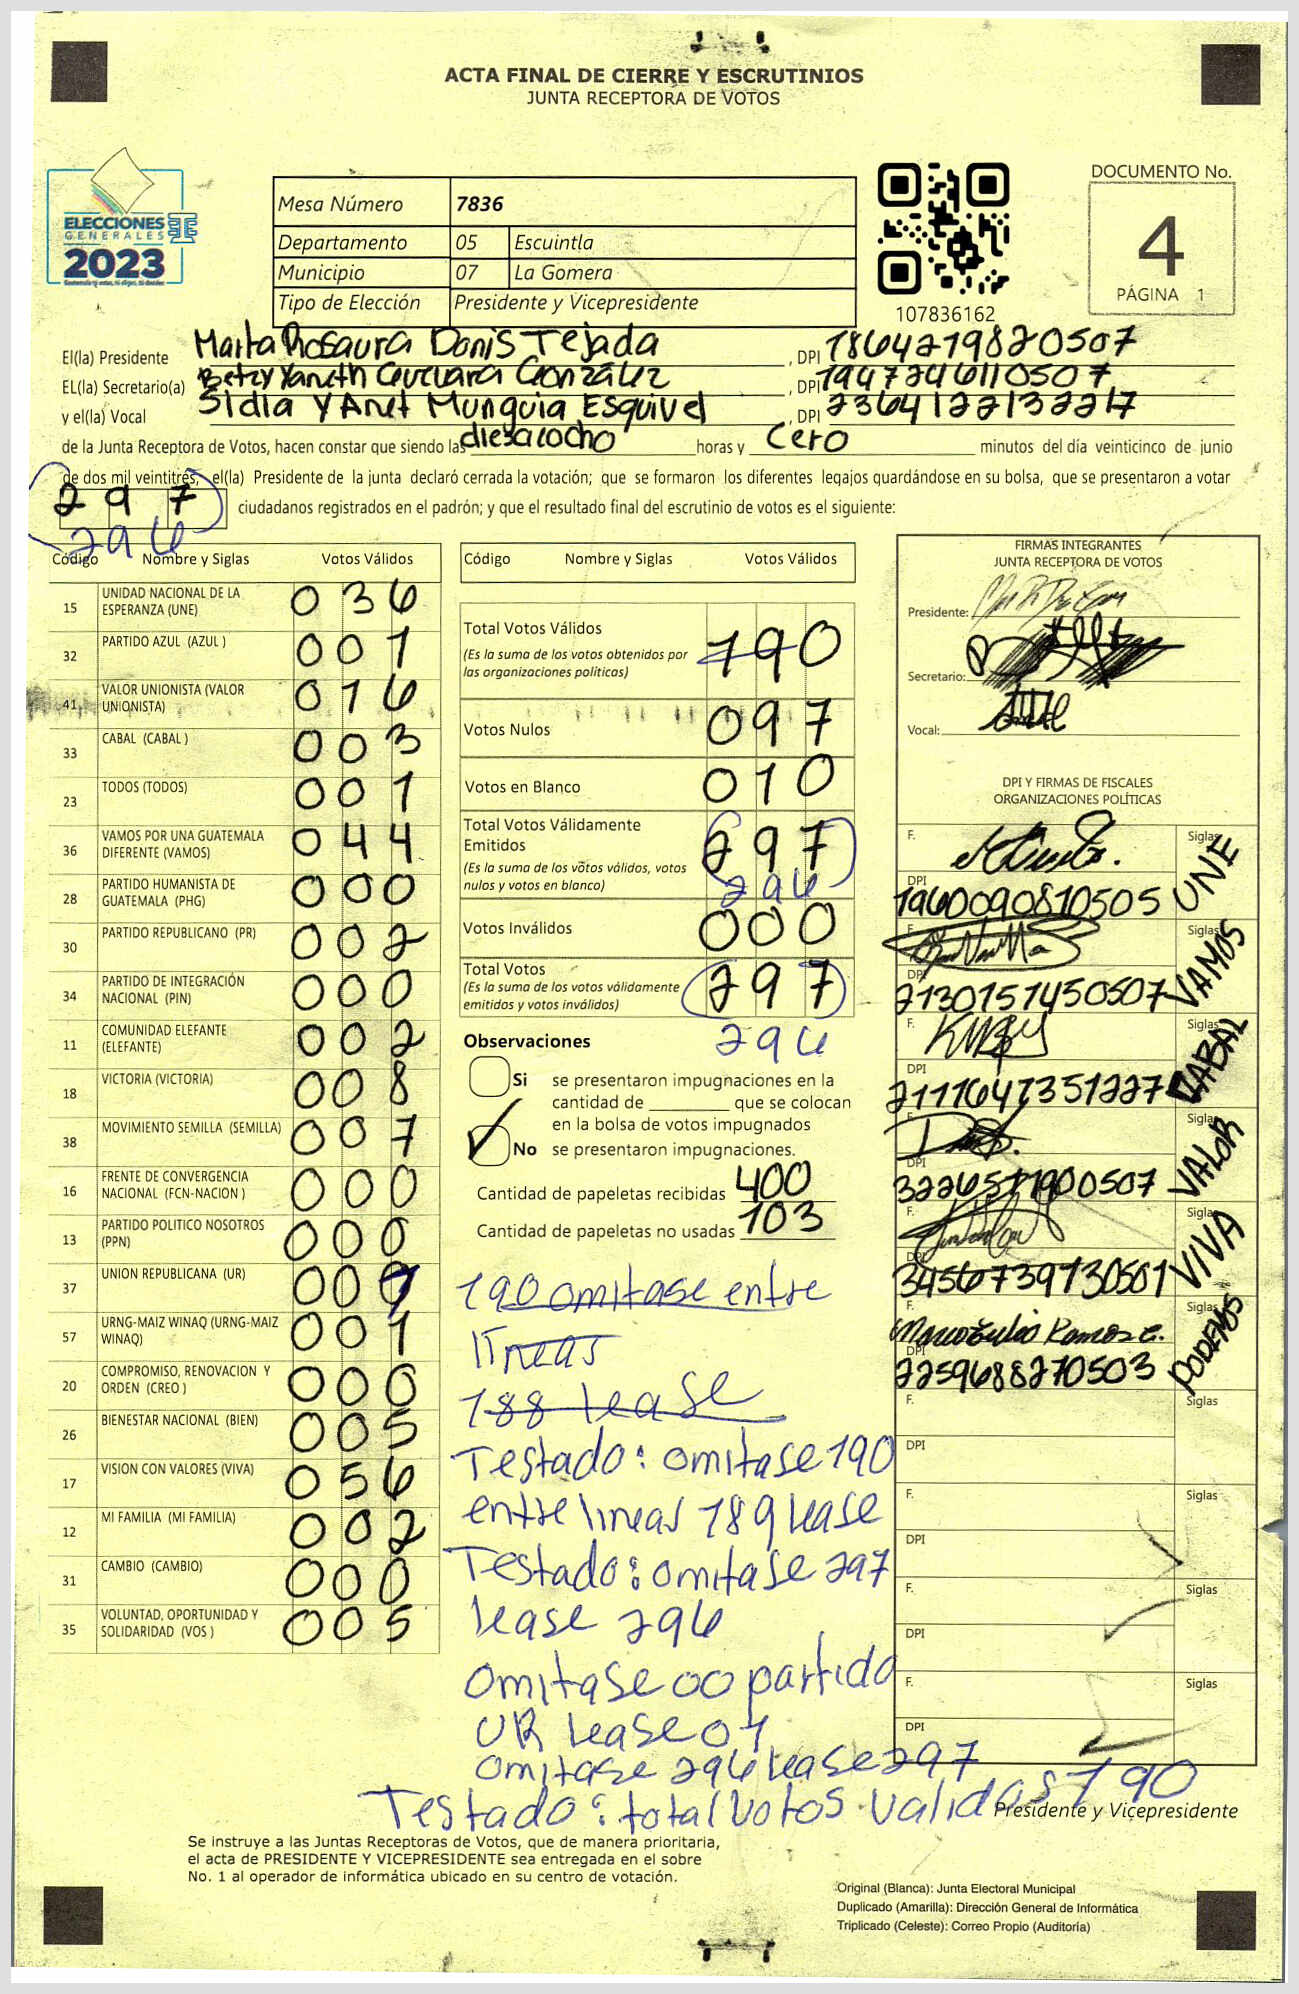 ACTA FINAL DE CIERRE Y ESCRUTINIOS
JUNTA RECEPTORA DE VOTOS
ELECCIONES
GENERALES
2023
Mesa Número 7836
Departamento 05 Escuintla
Municipio 07 La Gomera
Tipo de Elección Presidente y Vicepresidente
107836162
DOCUMENTO No.
4
PÁGINA 1
El(la) Presidente Marta Rosaura Donis Tejada, DPI 1864219820507
EL(la) Secretario(a) Betzy Yaneth Guevara González, DPI 1947246110507
y el(la) Vocal Sidia YAnet Munguia Esquivel, DPI 2364122132217
de la Junta Receptora de Votos, hacen constar que siendo las diesaiocho horas y Cero minutos del día veinticinco de junio
de dos mil veintitrés, el(la) Presidente de la junta declaró cerrada la votación; que se formaron los diferentes legajos guardándose en su bolsa, que se presentaron a votar
297 ciudadanos registrados en el padrón; y que el resultado final del escrutinio de votos es el siguiente:
296
Código Nombre y Siglas Votos Válidos
15 UNIDAD NACIONAL DE LA ESPERANZA (UNE) 036
32 PARTIDO AZUL (AZUL ) 001
41 VALOR UNIONISTA (VALOR UNIONISTA) 016
33 CABAL (CABAL ) 003
23 TODOS (TODOS) 001
36 VAMOS POR UNA GUATEMALA DIFERENTE (VAMOS) 044
28 PARTIDO HUMANISTA DE GUATEMALA (PHG) 000
30 PARTIDO REPUBLICANO (PR) 002
34 PARTIDO DE INTEGRACIÓN NACIONAL (PIN) 000
11 COMUNIDAD ELEFANTE (ELEFANTE) 002
18 VICTORIA (VICTORIA) 008
38 MOVIMIENTO SEMILLA (SEMILLA) 007
16 FRENTE DE CONVERGENCIA NACIONAL (FCN-NACION ) 000
13 PARTIDO POLITICO NOSOTROS (PPN) 000
37 UNION REPUBLICANA (UR) 001
57 URNG-MAIZ WINAQ (URNG-MAIZ WINAQ) 001
20 COMPROMISO, RENOVACION Y ORDEN (CREO ) 000
26 BIENESTAR NACIONAL (BIEN) 005
17 VISION CON VALORES (VIVA) 056
12 MI FAMILIA (MI FAMILIA) 002
31 CAMBIO (CAMBIO) 000
35 VOLUNTAD, OPORTUNIDAD Y SOLIDARIDAD (VOS ) 005
Código Nombre y Siglas Votos Válidos
Total Votos Válidos 190
(Es la suma de los votos obtenidos por
las organizaciones políticas)
Votos Nulos 097
Votos en Blanco 010
Total Votos Válidamente
Emitidos 297
(Es la suma de los votos válidos, votos
nulos y votos en blanco) 296
Votos Inválidos 000
Total Votos 297
(Es la suma de los votos válidamente
emitidos y votos inválidos)
296
Observaciones
Si se presentaron impugnaciones en la
cantidad de ________ que se colocan
en la bolsa de votos impugnados
No se presentaron impugnaciones.
Cantidad de papeletas recibidas 400
Cantidad de papeletas no usadas 103
190 omitase entre
lineas
188 lease
Testado: omitase 190
entre lineas 189 lease
Testado: omitase 297
lease 296
omitase 00 partido
UR lease 01
omitase 296 lease 297
Testado: total votos validas 190
FIRMAS INTEGRANTES
JUNTA RECEPTORA DE VOTOS
Presidente:
Secretario:
Vocal:
DPI Y FIRMAS DE FISCALES
ORGANIZACIONES POLÍTICAS
F. Siglas UNE
DPI 1960090810505
F. Siglas VAMOS
DPI 2130151450507
F. Siglas CABAL
DPI 2111647351227
F. Siglas VALOR
DPI
F. Siglas VIVA
DPI
F. Marco Tulio Ramos C. Siglas PODEMOS
DPI 2259688270503
F. Siglas
DPI
F. Siglas
DPI
F. Siglas
DPI
F. Siglas
DPI
Presidente y Vicepresidente
Se instruye a las Juntas Receptoras de Votos, que de manera prioritaria,
el acta de PRESIDENTE Y VICEPRESIDENTE sea entregada en el sobre
No. 1 al operador de informática ubicado en su centro de votación.
Original (Blanca): Junta Electoral Municipal
Duplicado (Amarilla): Dirección General de Informática
Triplicado (Celeste): Correo Propio (Auditoría)